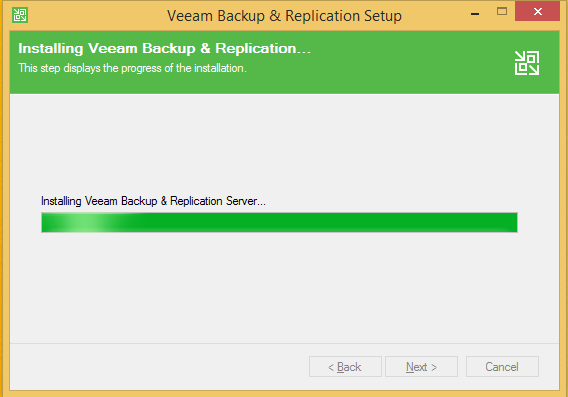 Veeam Backup & Replication Setup
Installing Veeam Backup & Replication...
This step displays the progress of the installation.
Installing Veeam Backup & Replication Server...
< Back Next > Cancel